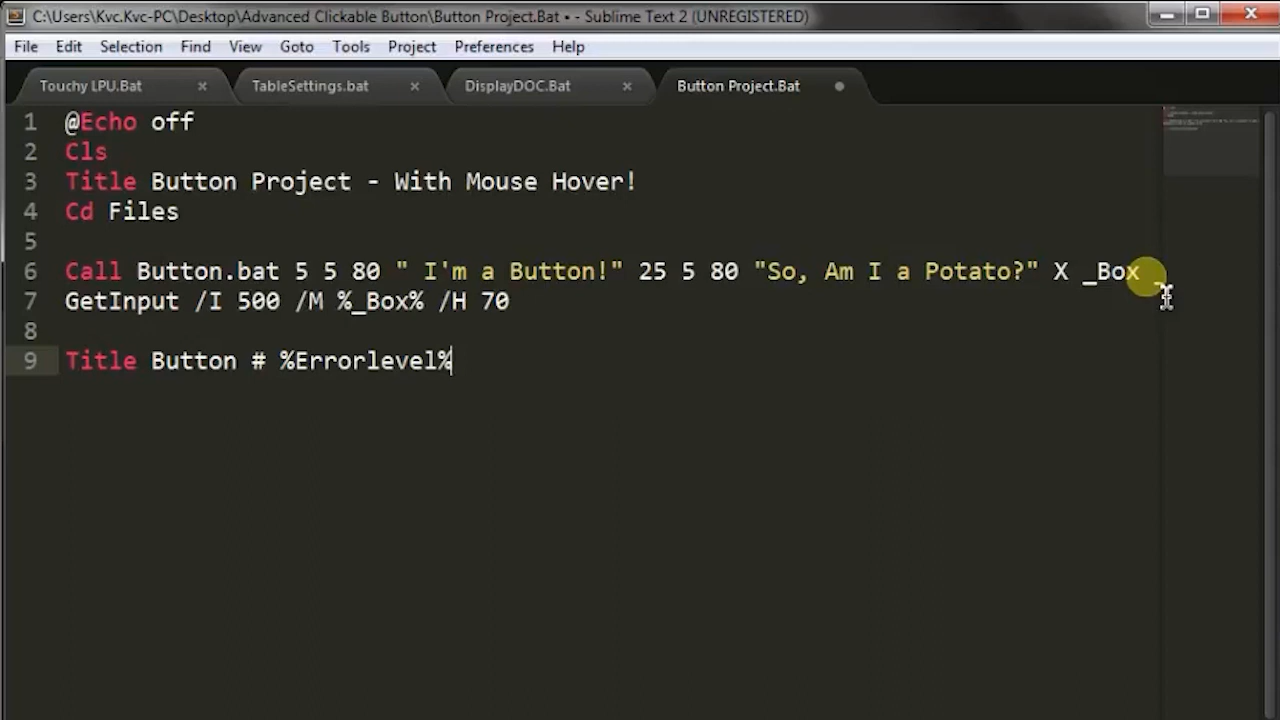 C:\Users\Kvc.Kvc-PC\Desktop\Advanced Clickable Button\Button Project.Bat • - Sublime Text 2 (UNREGISTERED)
File Edit Selection Find View Goto Tools Project Preferences Help
Touchy LPU.Bat TableSettings.bat DisplayDOC.Bat Button Project.Bat
1 @Echo off
2 Cls
3 Title Button Project - With Mouse Hover!
4 Cd Files
5
6 Call Button.bat 5 5 80 " I'm a Button!" 25 5 80 "So, Am I a Potato?" X _Box _
7 GetInput /I 500 /M %_Box% /H 70
8
9 Title Button # %Errorlevel%